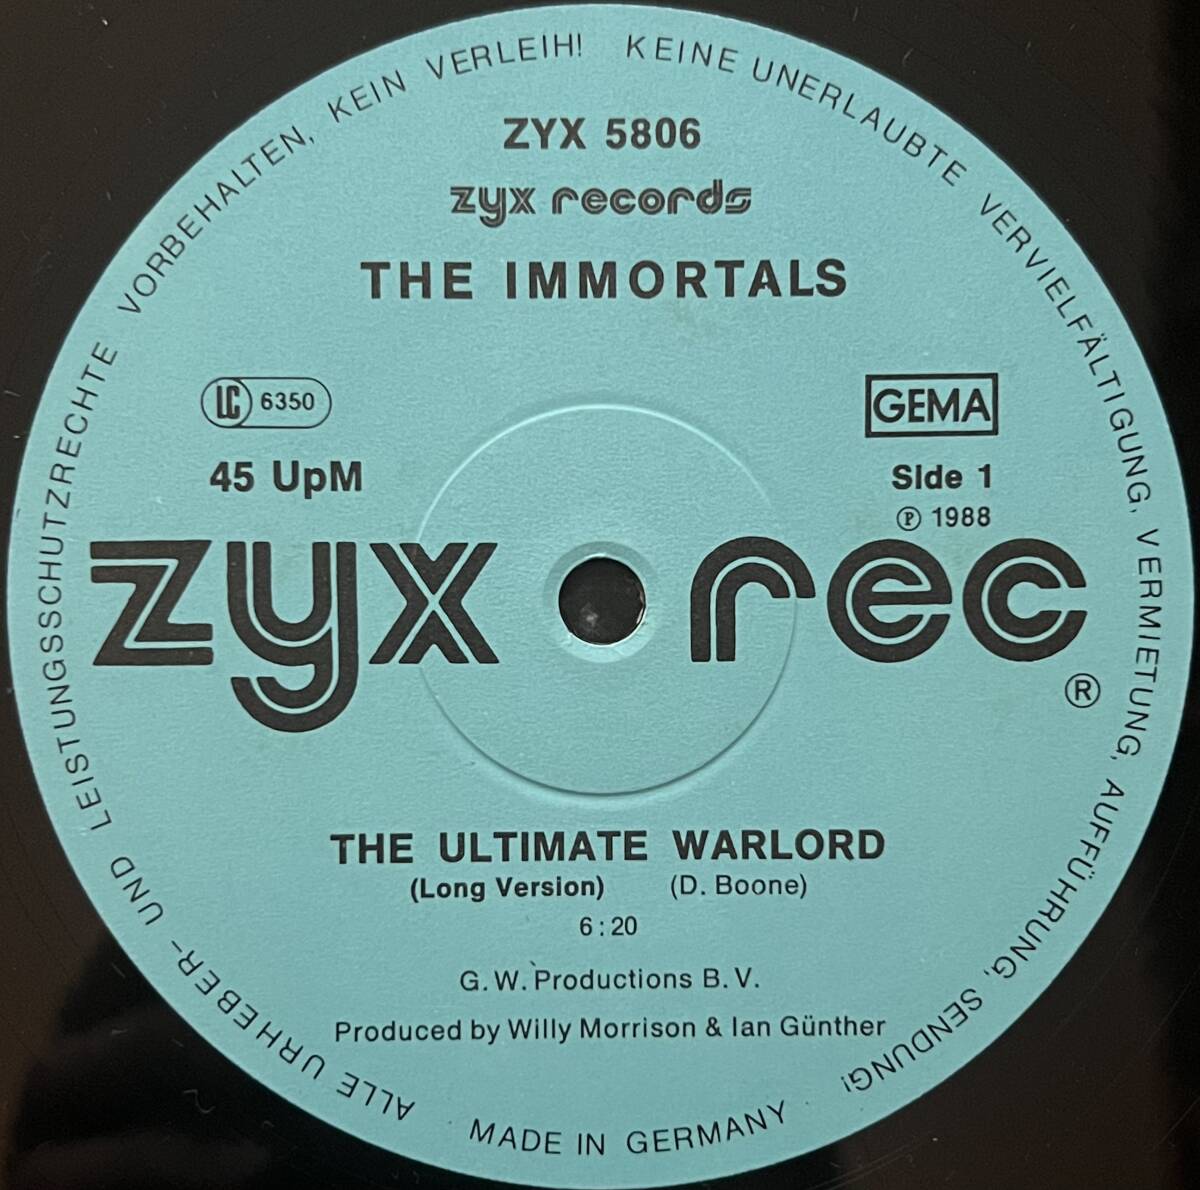 ALLE URHEBER- UND LEISTUNGSSCHUTZRECHTE VORBEHALTEN, KEIN VERLEIH! KEINE UNERLAUBTE VERVIELFÄLTIGUNG, VERMIETUNG, AUFFÜHRUNG, SENDUNG!
ZYX 5806
zyx records
THE IMMORTALS
LC 6350
GEMA
45 UpM
Side 1
℗ 1988
zyx rec ®
THE ULTIMATE WARLORD
(Long Version) (D. Boone)
6:20
G.W. Productions B.V.
Produced by Willy Morrison & Ian Günther
MADE IN GERMANY